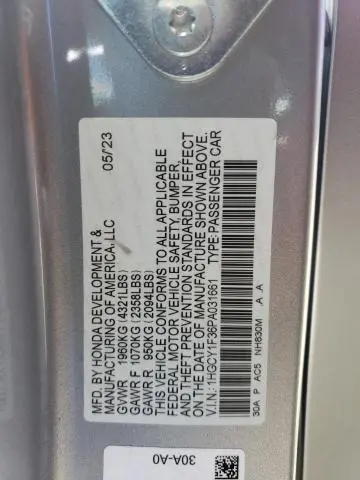 MFD. BY HONDA DEVELOPMENT &
MANUFACTURING OF AMERICA, LLC 05/23
GVWR 1960KG (4321LBS)
GAWR F 1070KG (2358LBS)
GAWR R 950KG (2094LBS)
THIS VEHICLE CONFORMS TO ALL APPLICABLE
FEDERAL MOTOR VEHICLE SAFETY, BUMPER,
AND THEFT PREVENTION STANDARDS IN EFFECT
ON THE DATE OF MANUFACTURE SHOWN ABOVE.
V.I.N.: 1HGCY1F36PA031661 TYPE: PASSENGER CAR
30A P AC5 NH830M .A .A
30A-A0